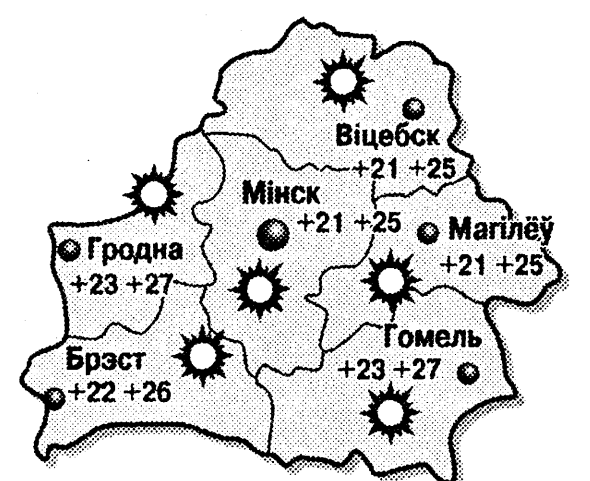 Віцебск
+21 +25
Мінск
+21 +25
Магілёў
+21 +25
Гродна
+23 +27
Гомель
+23 +27
Брэст
+22 +26